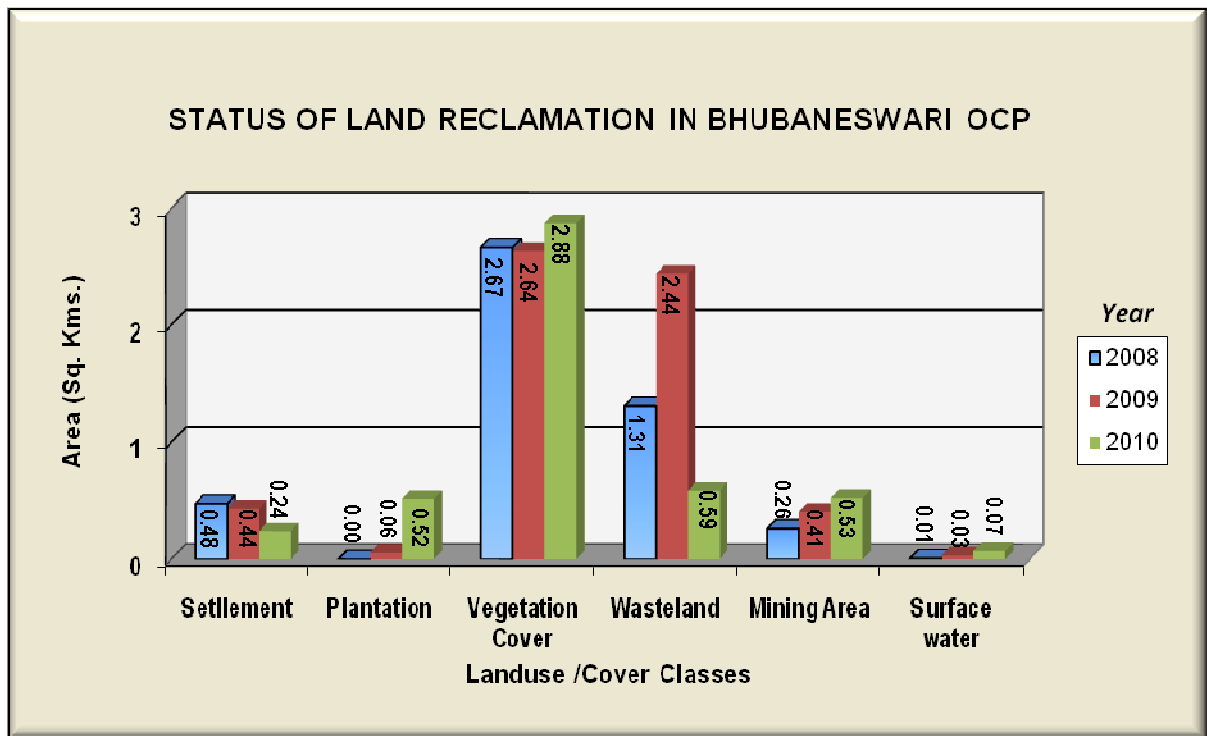 STATUS OF LAND RECLAMATION IN BHUBANESWARI OCP
Area (Sq. Kms.)
3
2
1
0
0.48
0.44
0.24
0.00
0.06
0.52
2.67
2.64
2.88
1.31
2.44
0.59
0.26
0.41
0.53
0.01
0.03
0.07
Setllement
Plantation
Vegetation
Cover
Wasteland
Mining Area
Surface
water
Landuse /Cover Classes
Year
2008
2009
2010